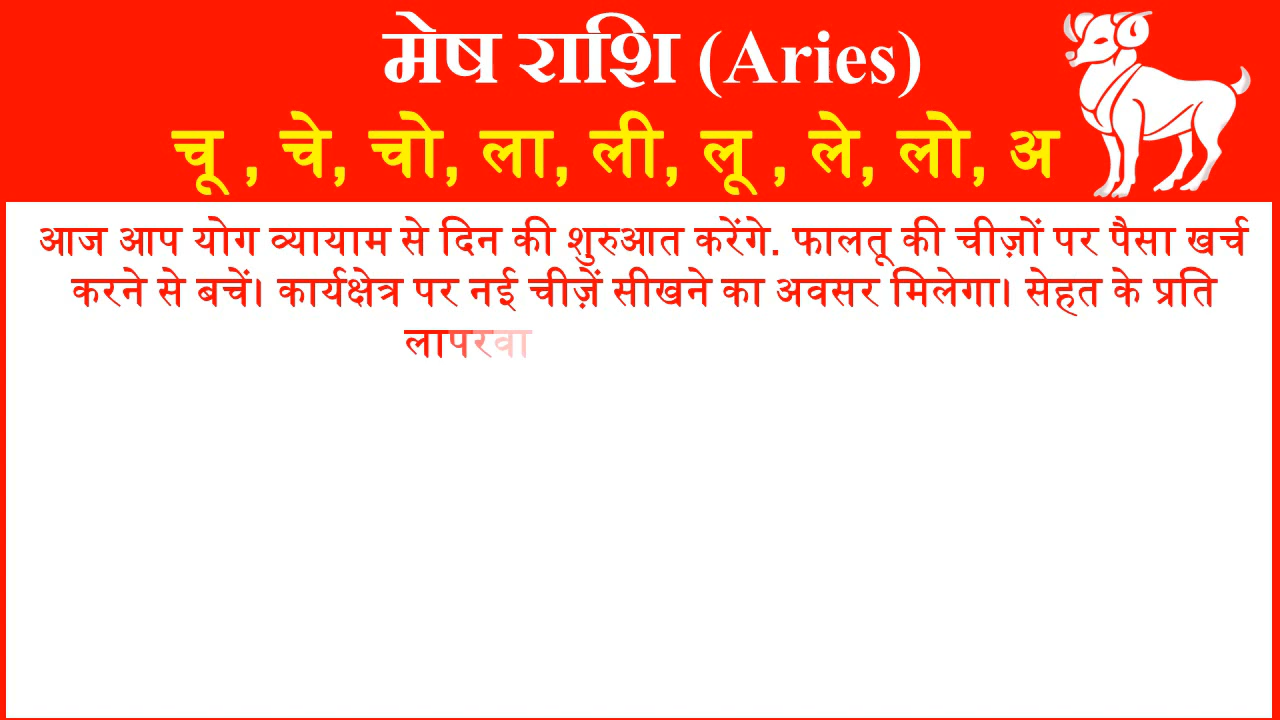 मेष राशि (Aries)
चू , चे, चो, ला, ली, लू , ले, लो, अ
आज आप योग व्यायाम से दिन की शुरुआत करेंगे. फालतू की चीज़ों पर पैसा खर्च
करने से बचें। कार्यक्षेत्र पर नई चीज़ें सीखने का अवसर मिलेगा। सेहत के प्रति
लापरवा